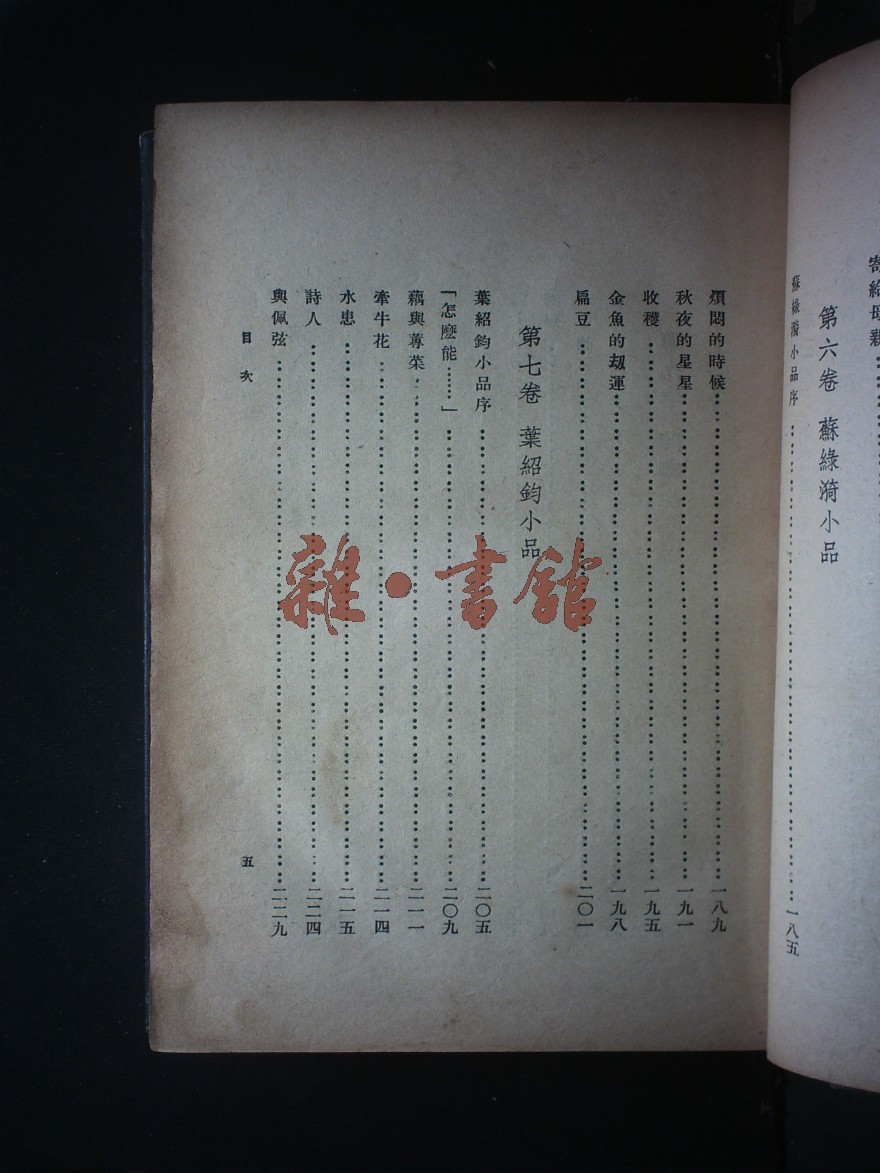 寄給母親
第六卷 蘇綠漪小品
蘇綠漪小品序……一八五
煩悶的時候……一八九
秋夜的星星……一九一
收穫……一九五
金魚的刼運……一九八
扁豆……二〇一
第七卷 葉紹鈞小品
葉紹鈞小品序……二〇五
「怎麼能……」……二〇九
藕與蓴菜……二一一
牽牛花……二一四
水患……二一五
詩人……二二四
與佩弦……二二九
目次
五
雜·書舘